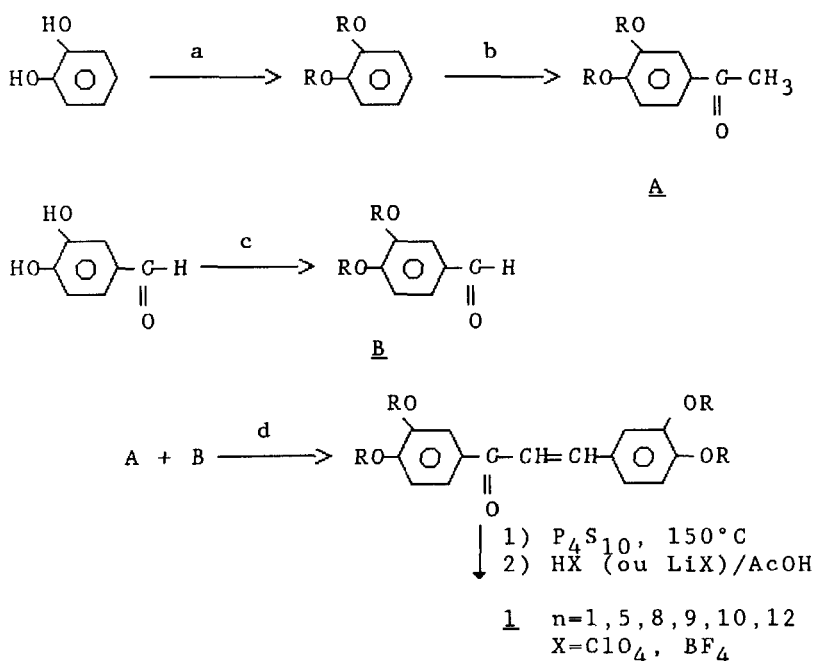 HO
HO
a
RO
RO
b
RO
RO
C-CH3
O
A
HO
HO
C-H
O
c
RO
RO
C-H
O
B
A + B
d
RO
RO
C-CH=CH
O
OR
OR
1) P4S10, 150°C
2) HX (ou LiX)/AcOH
1 n=1,5,8,9,10,12
X=ClO4, BF4